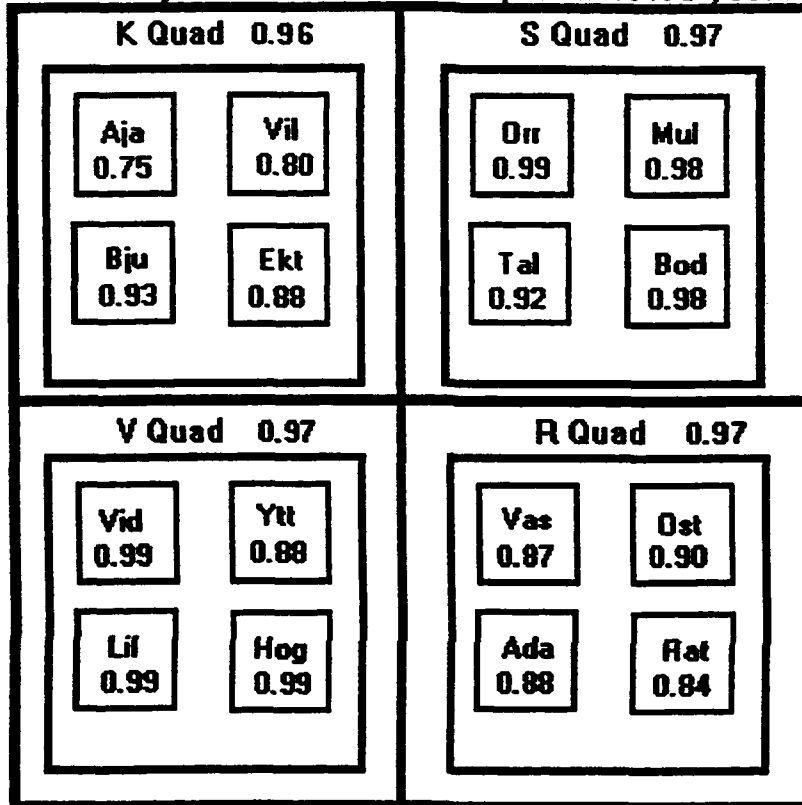 K Quad 0.96
Aja
0.75
Vil
0.80
Bju
0.93
Ekt
0.88
S Quad 0.97
Orr
0.99
Mul
0.98
Tal
0.92
Bod
0.98
V Quad 0.97
Vid
0.99
Ytt
0.88
Lil
0.99
Hog
0.99
R Quad 0.97
Vas
0.87
Ost
0.90
Ada
0.88
Rat
0.84